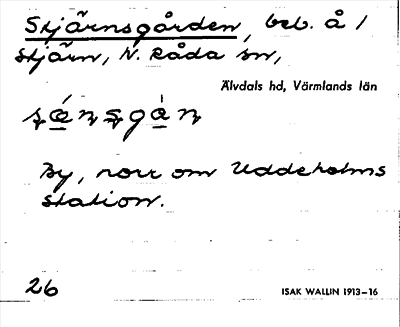 Stjärnsgården, beb. å 1
Stjärn, N. Råda sn,
Älvdals hd, Värmlands län
By, norr om Uddeholms
station.
26
ISAK WALLIN 1913–16